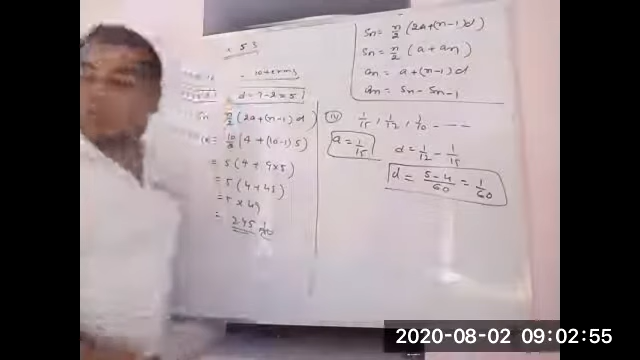 Sn = n/2 (2a+(n-1)d)
Sn = n/2 (a + an)
an = a+(n-1)d
an = Sn - Sn-1
5 3
10 terms
d = 7-2 = 5
Sn n/2 (2a+(n-1)d)
= 10/2 (4 + (10-1) 5)
= 5 (4 + 9x5)
= 5 (4+45)
= 5 x 49
= 245
(iv) 1/15, 1/12, 1/10 - - -
a = 1/15
d = 1/12 - 1/15
d = 5-4/60 = 1/60
2020-08-02 09:02:55